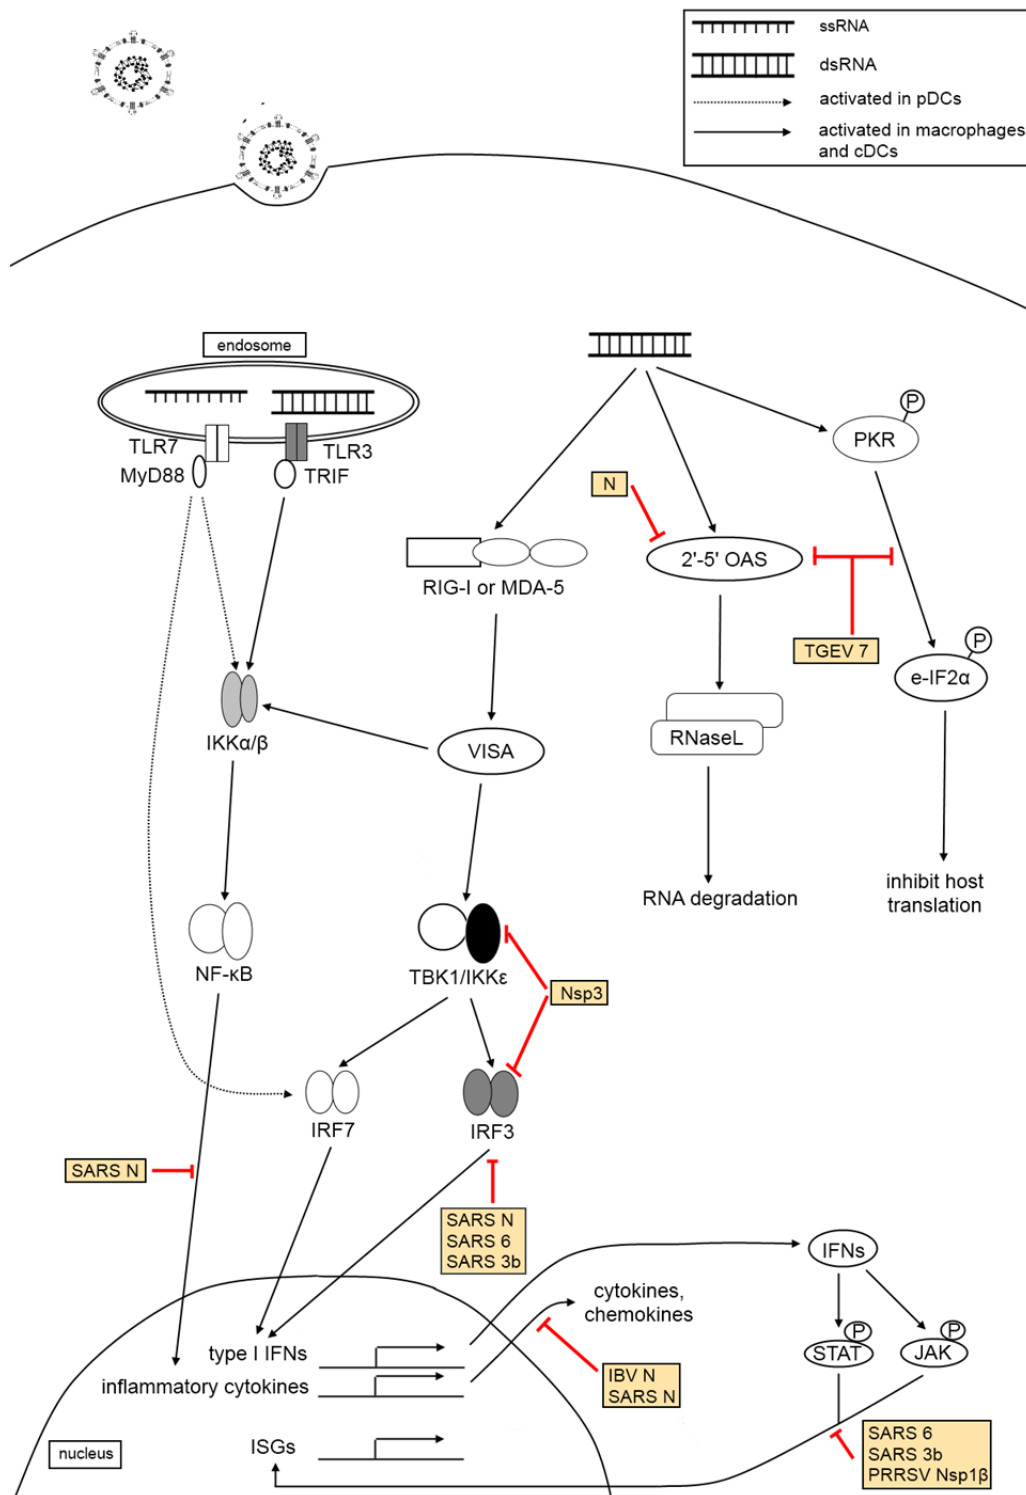 ssRNA
dsRNA
activated in pDCs
activated in macrophages
and cDCs
endosome
TLR7
TLR3
MyD88
TRIF
P
PKR
N
2'-5' OAS
RIG-I or MDA-5
TGEV 7
P
e-IF2α
IKKα/β
VISA
RNaseL
RNA degradation
inhibit host
translation
NF-κB
TBK1/IKKε
Nsp3
IRF7
IRF3
SARS N
SARS N
SARS 6
SARS 3b
IFNs
cytokines,
chemokines
P
STAT
P
JAK
type I IFNs
inflammatory cytokines
IBV N
SARS N
SARS 6
SARS 3b
PRRSV Nsp1β
ISGs
nucleus